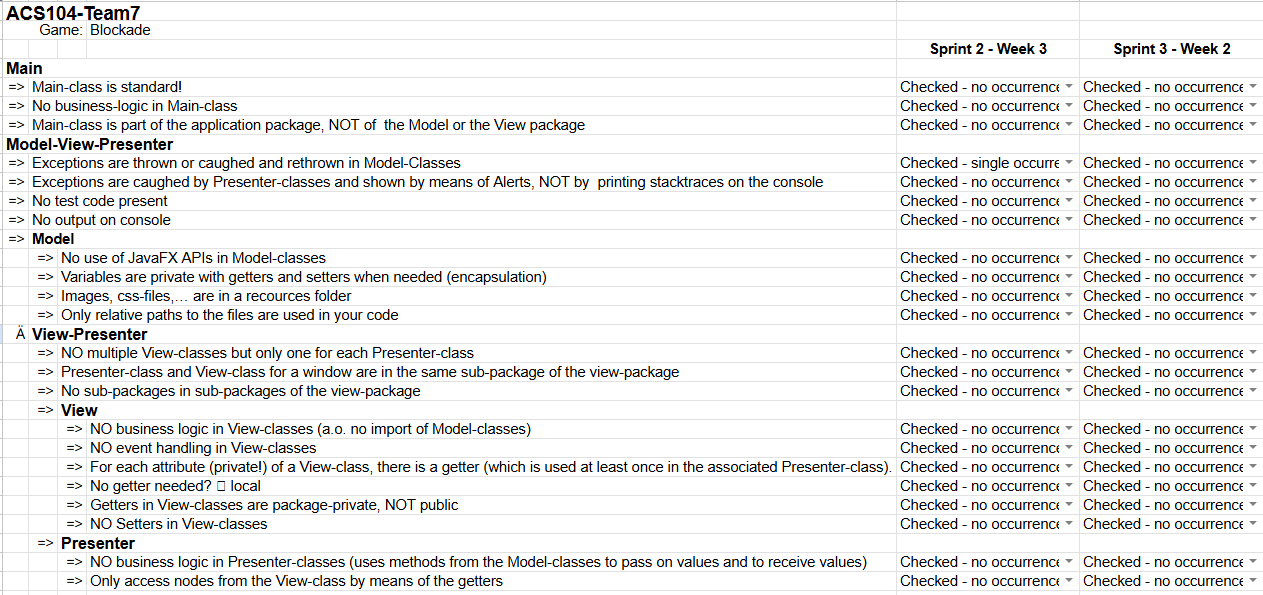 ACS104-Team7
Game: Blockade
Sprint 2 - Week 3 Sprint 3 - Week 2
Main
=> Main-class is standard! Checked - no occurrence Checked - no occurrence
=> No business-logic in Main-class Checked - no occurrence Checked - no occurrence
=> Main-class is part of the application package, NOT of the Model or the View package Checked - no occurrence Checked - no occurrence
Model-View-Presenter
=> Exceptions are thrown or caughed and rethrown in Model-Classes Checked - single occurre Checked - no occurrence
=> Exceptions are caughed by Presenter-classes and shown by means of Alerts, NOT by printing stacktraces on the console Checked - no occurrence Checked - no occurrence
=> No test code present Checked - no occurrence Checked - no occurrence
=> No output on console Checked - no occurrence Checked - no occurrence
=> Model
=> No use of JavaFX APIs in Model-classes Checked - no occurrence Checked - no occurrence
=> Variables are private with getters and setters when needed (encapsulation) Checked - no occurrence Checked - no occurrence
=> Images, css-files,... are in a recources folder Checked - no occurrence Checked - no occurrence
=> Only relative paths to the files are used in your code Checked - no occurrence Checked - no occurrence
Ä View-Presenter
=> NO multiple View-classes but only one for each Presenter-class Checked - no occurrence Checked - no occurrence
=> Presenter-class and View-class for a window are in the same sub-package of the view-package Checked - no occurrence Checked - no occurrence
=> No sub-packages in sub-packages of the view-package Checked - no occurrence Checked - no occurrence
=> View
=> NO business logic in View-classes (a.o. no import of Model-classes) Checked - no occurrence Checked - no occurrence
=> NO event handling in View-classes Checked - no occurrence Checked - no occurrence
=> For each attribute (private!) of a View-class, there is a getter (which is used at least once in the associated Presenter-class). Checked - no occurrence Checked - no occurrence
=> No getter needed? local Checked - no occurrence Checked - no occurrence
=> Getters in View-classes are package-private, NOT public Checked - no occurrence Checked - no occurrence
=> NO Setters in View-classes Checked - no occurrence Checked - no occurrence
=> Presenter
=> NO business logic in Presenter-classes (uses methods from the Model-classes to pass on values and to receive values) Checked - no occurrence Checked - no occurrence
=> Only access nodes from the View-class by means of the getters Checked - no occurrence Checked - no occurrence